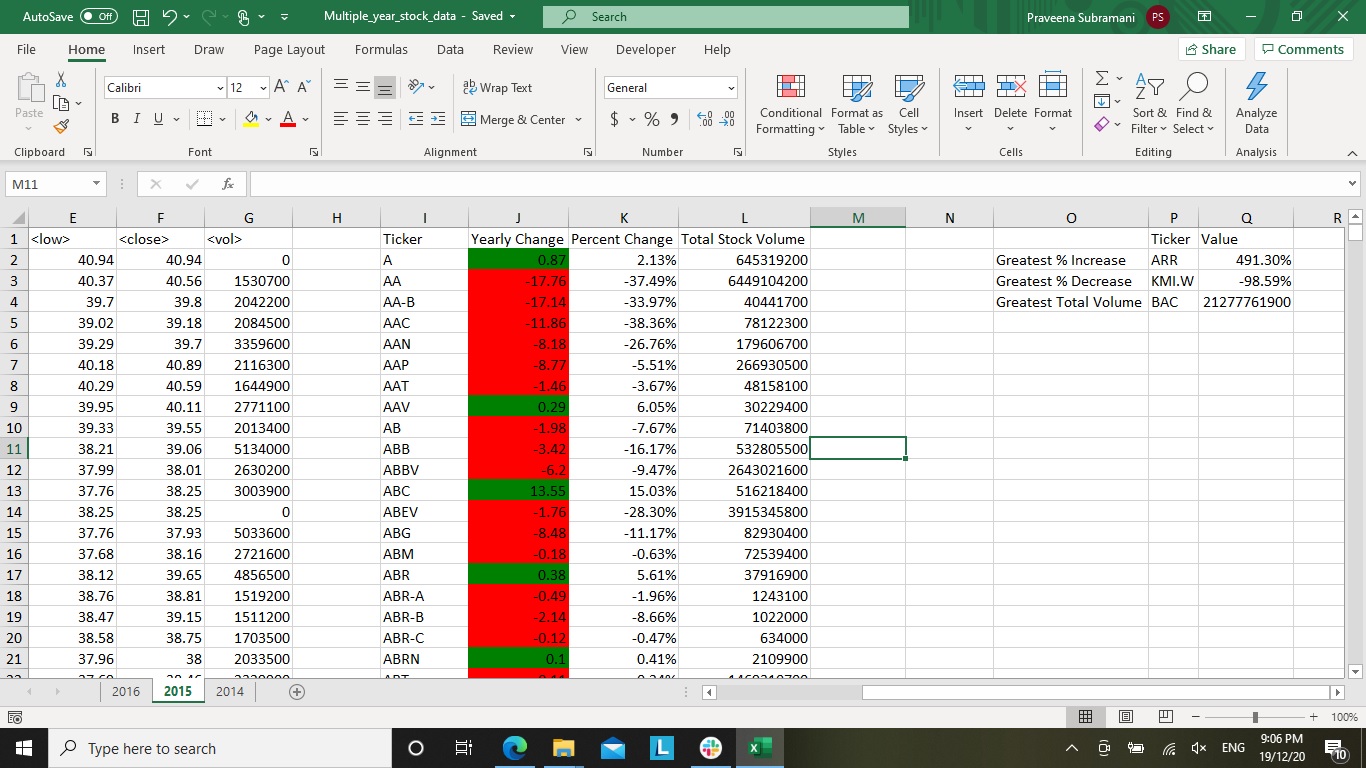 AutoSave Off Multiple_year_stock_data - Saved Search Praveena Subramani PS
File Home Insert Draw Page Layout Formulas Data Review View Developer Help Share Comments
Paste Calibri 12 A A Wrap Text General Conditional Formatting Format as Table Cell Styles Insert Delete Format Sort & Filter Find & Select Analyze Data
B I U A Merge & Center $ % 9
Clipboard Font Alignment Number Styles Cells Editing Analysis
M11 fx
E F G H I J K L M N O P Q R
1 <low> <close> <vol> Ticker Yearly Change Percent Change Total Stock Volume Ticker Value
2 40.94 40.94 0 A 0.87 2.13% 645319200 Greatest % Increase ARR 491.30%
3 40.37 40.56 1530700 AA -17.76 -37.49% 6449104200 Greatest % Decrease KMI.W -98.59%
4 39.7 39.8 2042200 AA-B -17.14 -33.97% 40441700 Greatest Total Volume BAC 21277761900
5 39.02 39.18 2084500 AAC -11.86 -38.36% 78122300
6 39.29 39.7 3359600 AAN -8.18 -26.76% 179606700
7 40.18 40.89 2116300 AAP -8.77 -5.51% 266930500
8 40.29 40.59 1644900 AAT -1.46 -3.67% 48158100
9 39.95 40.11 2771100 AAV 0.29 6.05% 30229400
10 39.33 39.55 2013400 AB -1.98 -7.67% 71403800
11 38.21 39.06 5134000 ABB -3.42 -16.17% 532805500
12 37.99 38.01 2630200 ABBV -6.2 -9.47% 2643021600
13 37.76 38.25 3003900 ABC 13.55 15.03% 516218400
14 38.25 38.25 0 ABEV -1.76 -28.30% 3915345800
15 37.76 37.93 5033600 ABG -8.48 -11.17% 82930400
16 37.68 38.16 2721600 ABM -0.18 -0.63% 72539400
17 38.12 39.65 4856500 ABR 0.38 5.61% 37916900
18 38.76 38.81 1519200 ABR-A -0.49 -1.96% 1243100
19 38.47 39.15 1511200 ABR-B -2.14 -8.66% 1022000
20 38.58 38.75 1703500 ABR-C -0.12 -0.47% 634000
21 37.96 38 2033500 ABRN 0.1 0.41% 2109900
2016 2015 2014
100%
Type here to search L ENG 9:06 PM
19/12/20 10